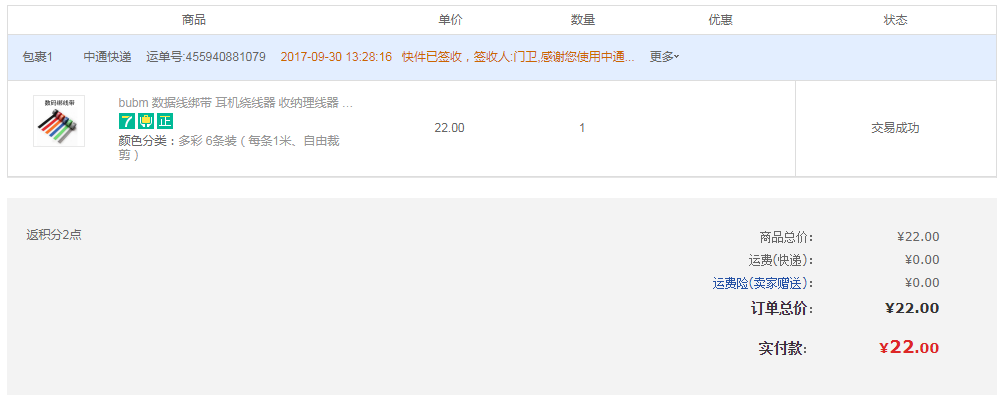 商品 单价 数量 优惠 状态
包裹1 中通快递 运单号:455940881079 2017-09-30 13:28:16 快件已签收，签收人:门卫,感谢您使用中通... 更多
数码绑线带
bubm 数据线绑带 耳机绕线器 收纳理线器 ...
7 正
颜色分类：多彩 6条装（每条1米、自由裁
剪）
22.00 1 交易成功
返积分2点
商品总价： ¥22.00
运费(快递)： ¥0.00
运费险(卖家赠送)： ¥0.00
订单总价： ¥22.00
实付款： ¥22.00